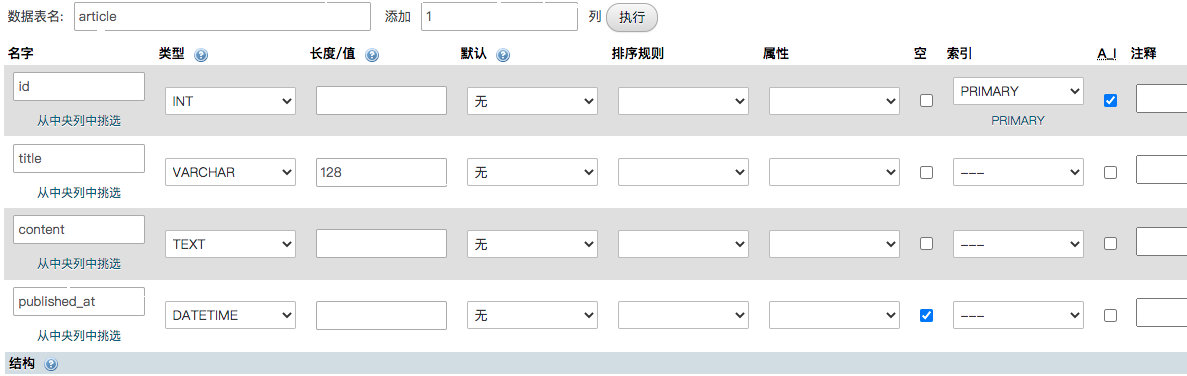 数据表名: article 添加 1 列 执行
名字 类型 长度/值 默认 排序规则 属性 空 索引 A_I 注释
id INT 无 PRIMARY
从中央列中挑选 PRIMARY
title VARCHAR 128 无 ---
从中央列中挑选
content TEXT 无 ---
从中央列中挑选
published_at DATETIME 无 ---
从中央列中挑选
结构